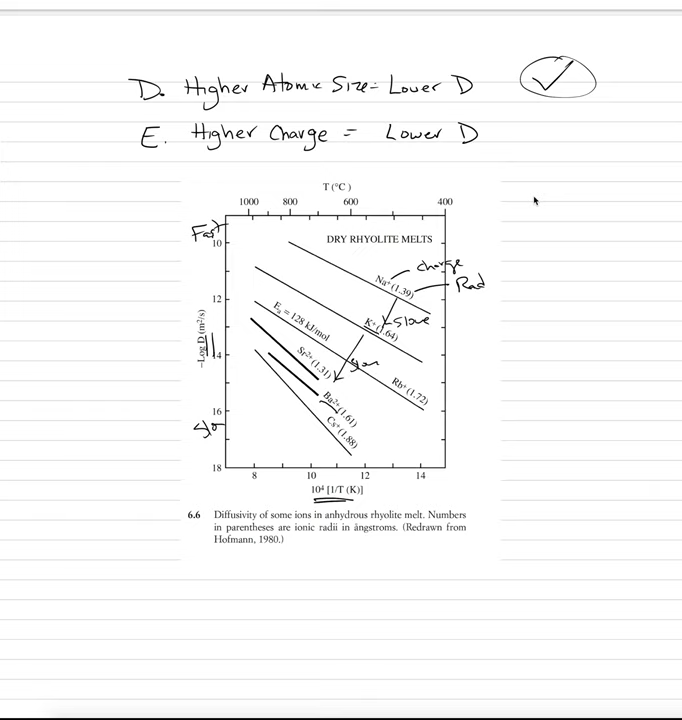 D. Higher Atomic Size = Lower D
E. Higher Charge = Lower D
T (°C)
1000 800 600 400
Fast
10
DRY RHYOLITE MELTS
charge
Na⁺ (1.39)
Rad
12
K⁺ (1.64)
Eₐ = 128 kJ/mol
–Log D (m²/s)
14
Sr²⁺ (1.31)
Rb⁺ (1.72)
Ba²⁺ (1.61)
16
Cs⁺ (1.88)
18
8 10 12 14
10⁴ [1/T (K)]
6.6 Diffusivity of some ions in anhydrous rhyolite melt. Numbers
in parentheses are ionic radii in ångstroms. (Redrawn from
Hofmann, 1980.)